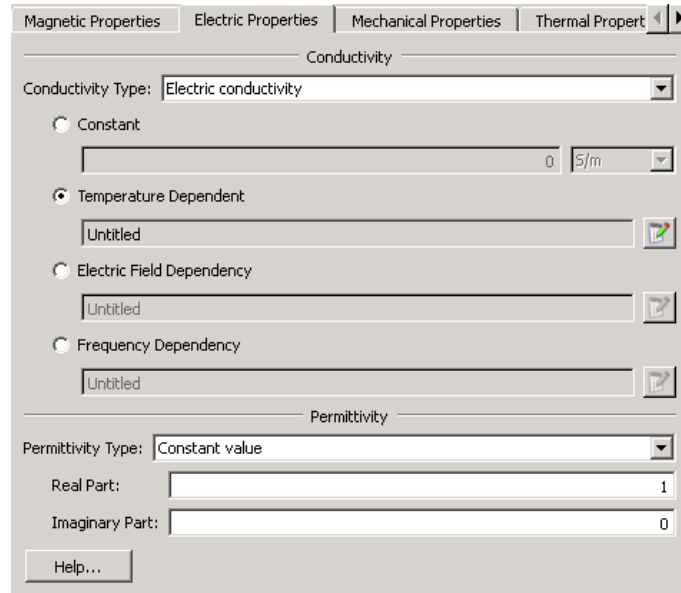 Magnetic Properties Electric Properties Mechanical Properties Thermal Propert
Conductivity
Conductivity Type: Electric conductivity
Constant
0 S/m
Temperature Dependent
Untitled
Electric Field Dependency
Untitled
Frequency Dependency
Untitled
Permittivity
Permittivity Type: Constant value
Real Part: 1
Imaginary Part: 0
Help...